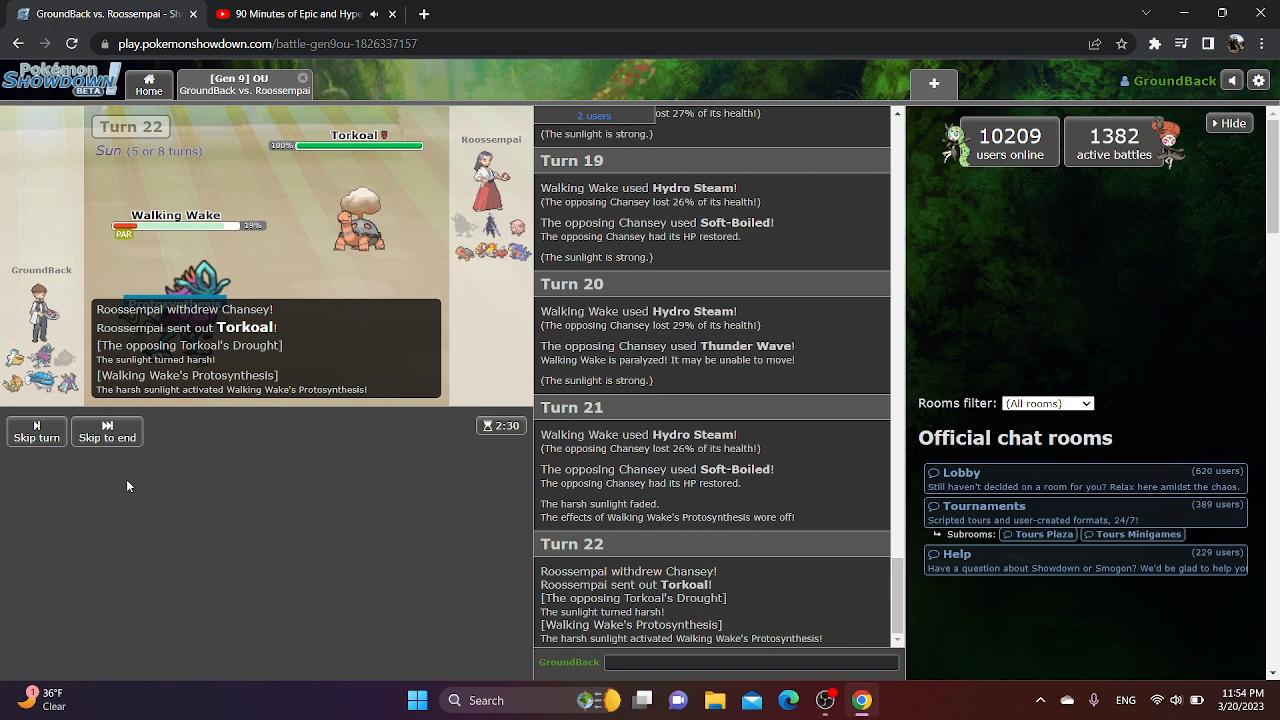 GroundBack vs. Roossempai - Sh
90 Minutes of Epic and Hype
play.pokemonshowdown.com/battle-gen9ou-1826337157
Pokémon
SHOWDOWN!
BETA
Home
[Gen 9] OU
GroundBack vs. Roossempai
GroundBack
Turn 22
Sun (5 or 8 turns)
Torkoal
100%
Walking Wake
19%
PAR
Roossempai
GroundBack
Protosynthesis
Roossempai withdrew Chansey!
Roossempai sent out Torkoal!
[The opposing Torkoal's Drought]
The sunlight turned harsh!
[Walking Wake's Protosynthesis]
The harsh sunlight activated Walking Wake's Protosynthesis!
Skip turn
Skip to end
2:30
2 users
lost 27% of its health!)
(The sunlight is strong.)
Turn 19
Walking Wake used Hydro Steam!
(The opposing Chansey lost 26% of its health!)
The opposing Chansey used Soft-Boiled!
The opposing Chansey had its HP restored.
(The sunlight is strong.)
Turn 20
Walking Wake used Hydro Steam!
(The opposing Chansey lost 29% of its health!)
The opposing Chansey used Thunder Wave!
Walking Wake is paralyzed! It may be unable to move!
(The sunlight is strong.)
Turn 21
Walking Wake used Hydro Steam!
(The opposing Chansey lost 26% of its health!)
The opposing Chansey used Soft-Boiled!
The opposing Chansey had its HP restored.
The harsh sunlight faded.
The effects of Walking Wake's Protosynthesis wore off!
Turn 22
Roossempai withdrew Chansey!
Roossempai sent out Torkoal!
[The opposing Torkoal's Drought]
The sunlight turned harsh!
[Walking Wake's Protosynthesis]
The harsh sunlight activated Walking Wake's Protosynthesis!
GroundBack
10209
users online
1382
active battles
Hide
Rooms filter: (All rooms)
Official chat rooms
Lobby (620 users)
Still haven't decided on a room for you? Relax here amidst the chaos.
Tournaments (389 users)
Scripted tours and user-created formats, 24/7!
Subrooms: Tours Plaza Tours Minigames
Help (229 users)
Have a question about Showdown or Smogon? We'd be glad to help you
1
36°F
Clear
Search
ENG
11:54 PM
3/20/2023